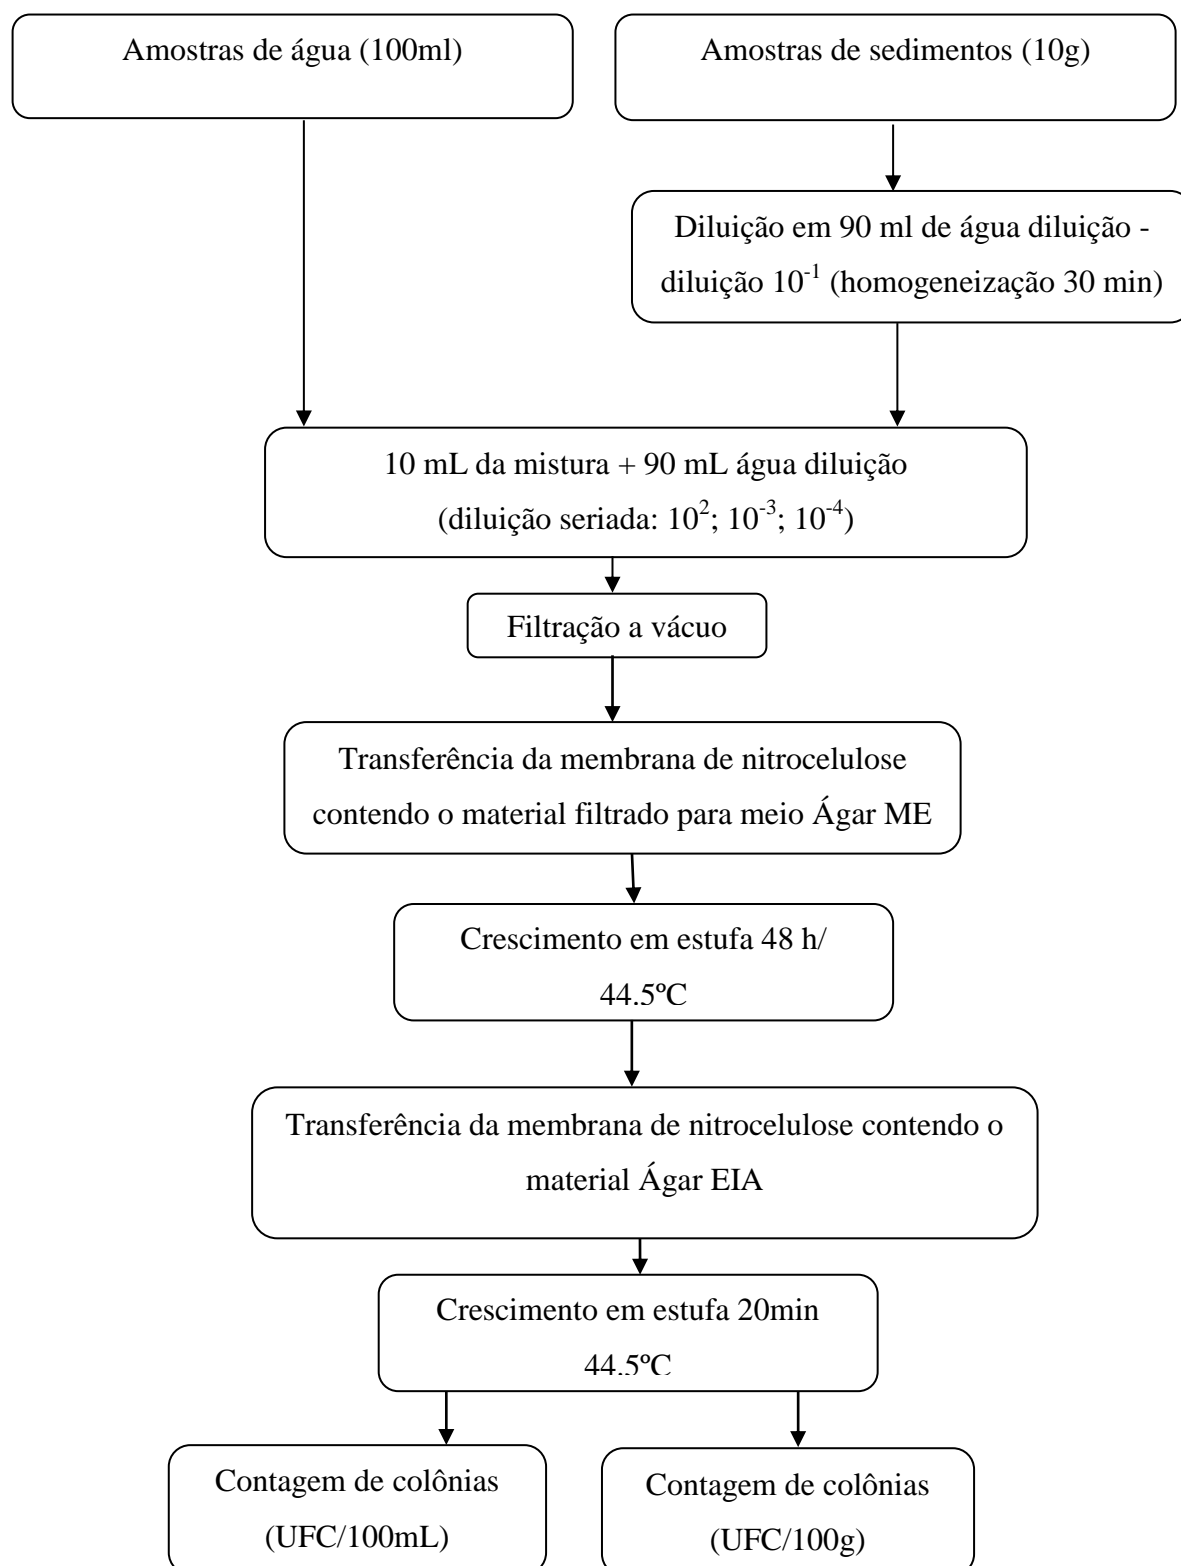 Amostras de água (100ml)
Amostras de sedimentos (10g)
Diluição em 90 ml de água diluição -
diluição 10⁻¹ (homogeneização 30 min)
10 mL da mistura + 90 mL água diluição
(diluição seriada: 10²; 10⁻³; 10⁻⁴)
Filtração a vácuo
Transferência da membrana de nitrocelulose
contendo o material filtrado para meio Ágar ME
Crescimento em estufa 48 h/
44.5ºC
Transferência da membrana de nitrocelulose contendo o
material Ágar EIA
Crescimento em estufa 20min
44.5ºC
Contagem de colônias
(UFC/100mL)
Contagem de colônias
(UFC/100g)